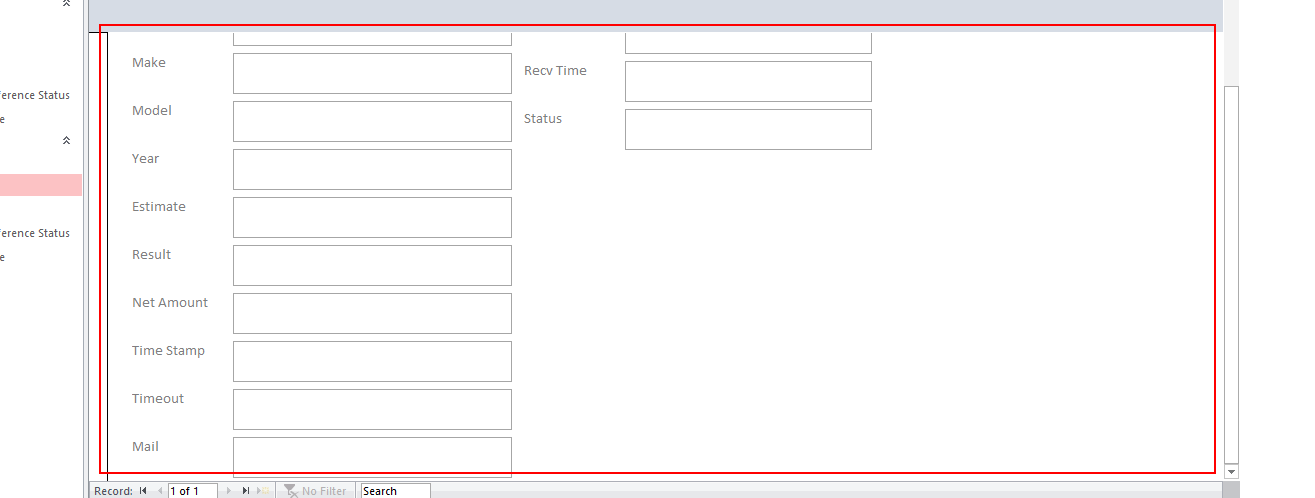 ference Status
e
ference Status
e
Make
Model
Year
Estimate
Result
Net Amount
Time Stamp
Timeout
Mail
Recv Time
Status
Record: 1 of 1 No Filter Search